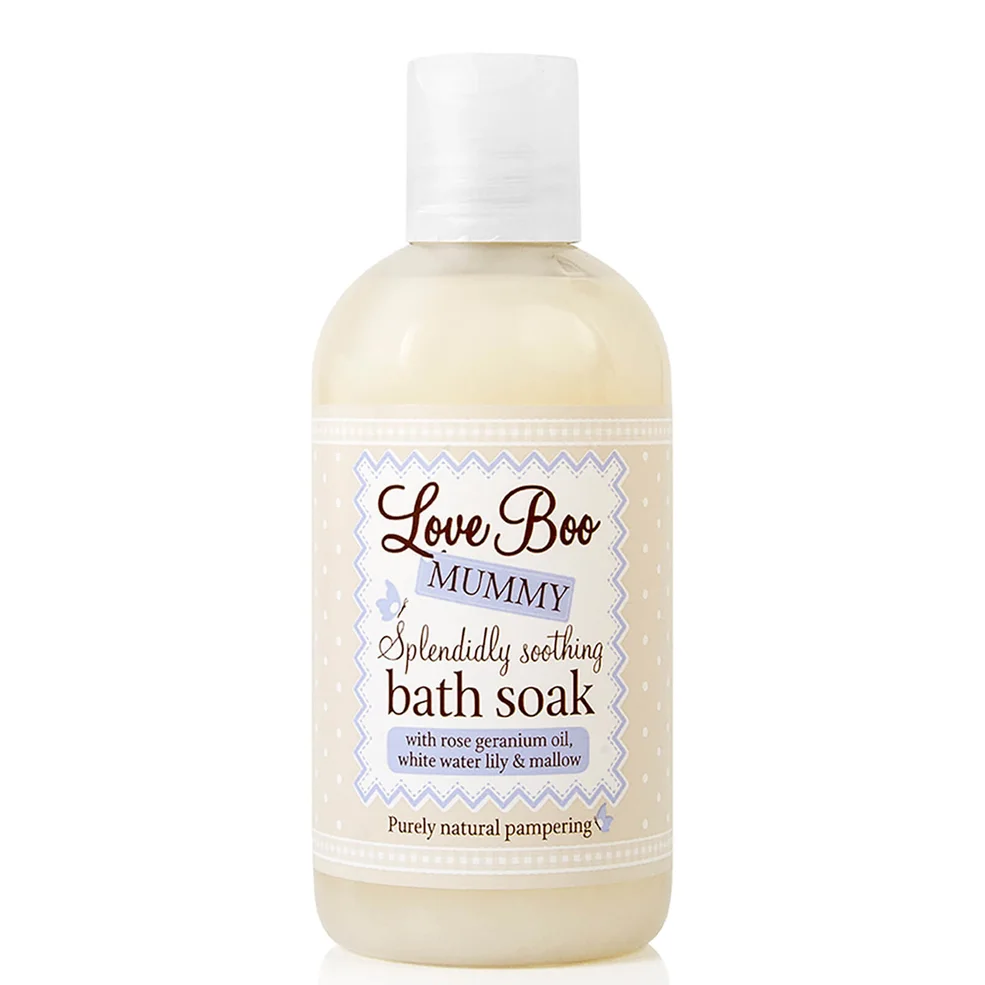 Love Boo
MUMMY
Splendidly soothing
bath soak
with rose geranium oil,
white water lily & mallow
Purely natural pampering